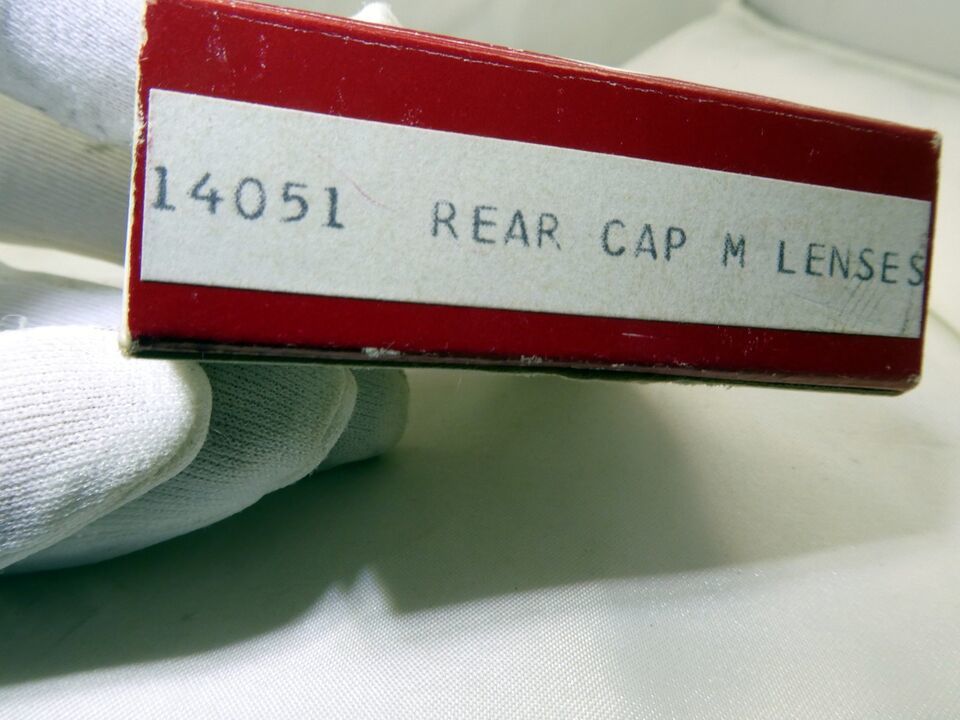 14051 REAR CAP M LENSES